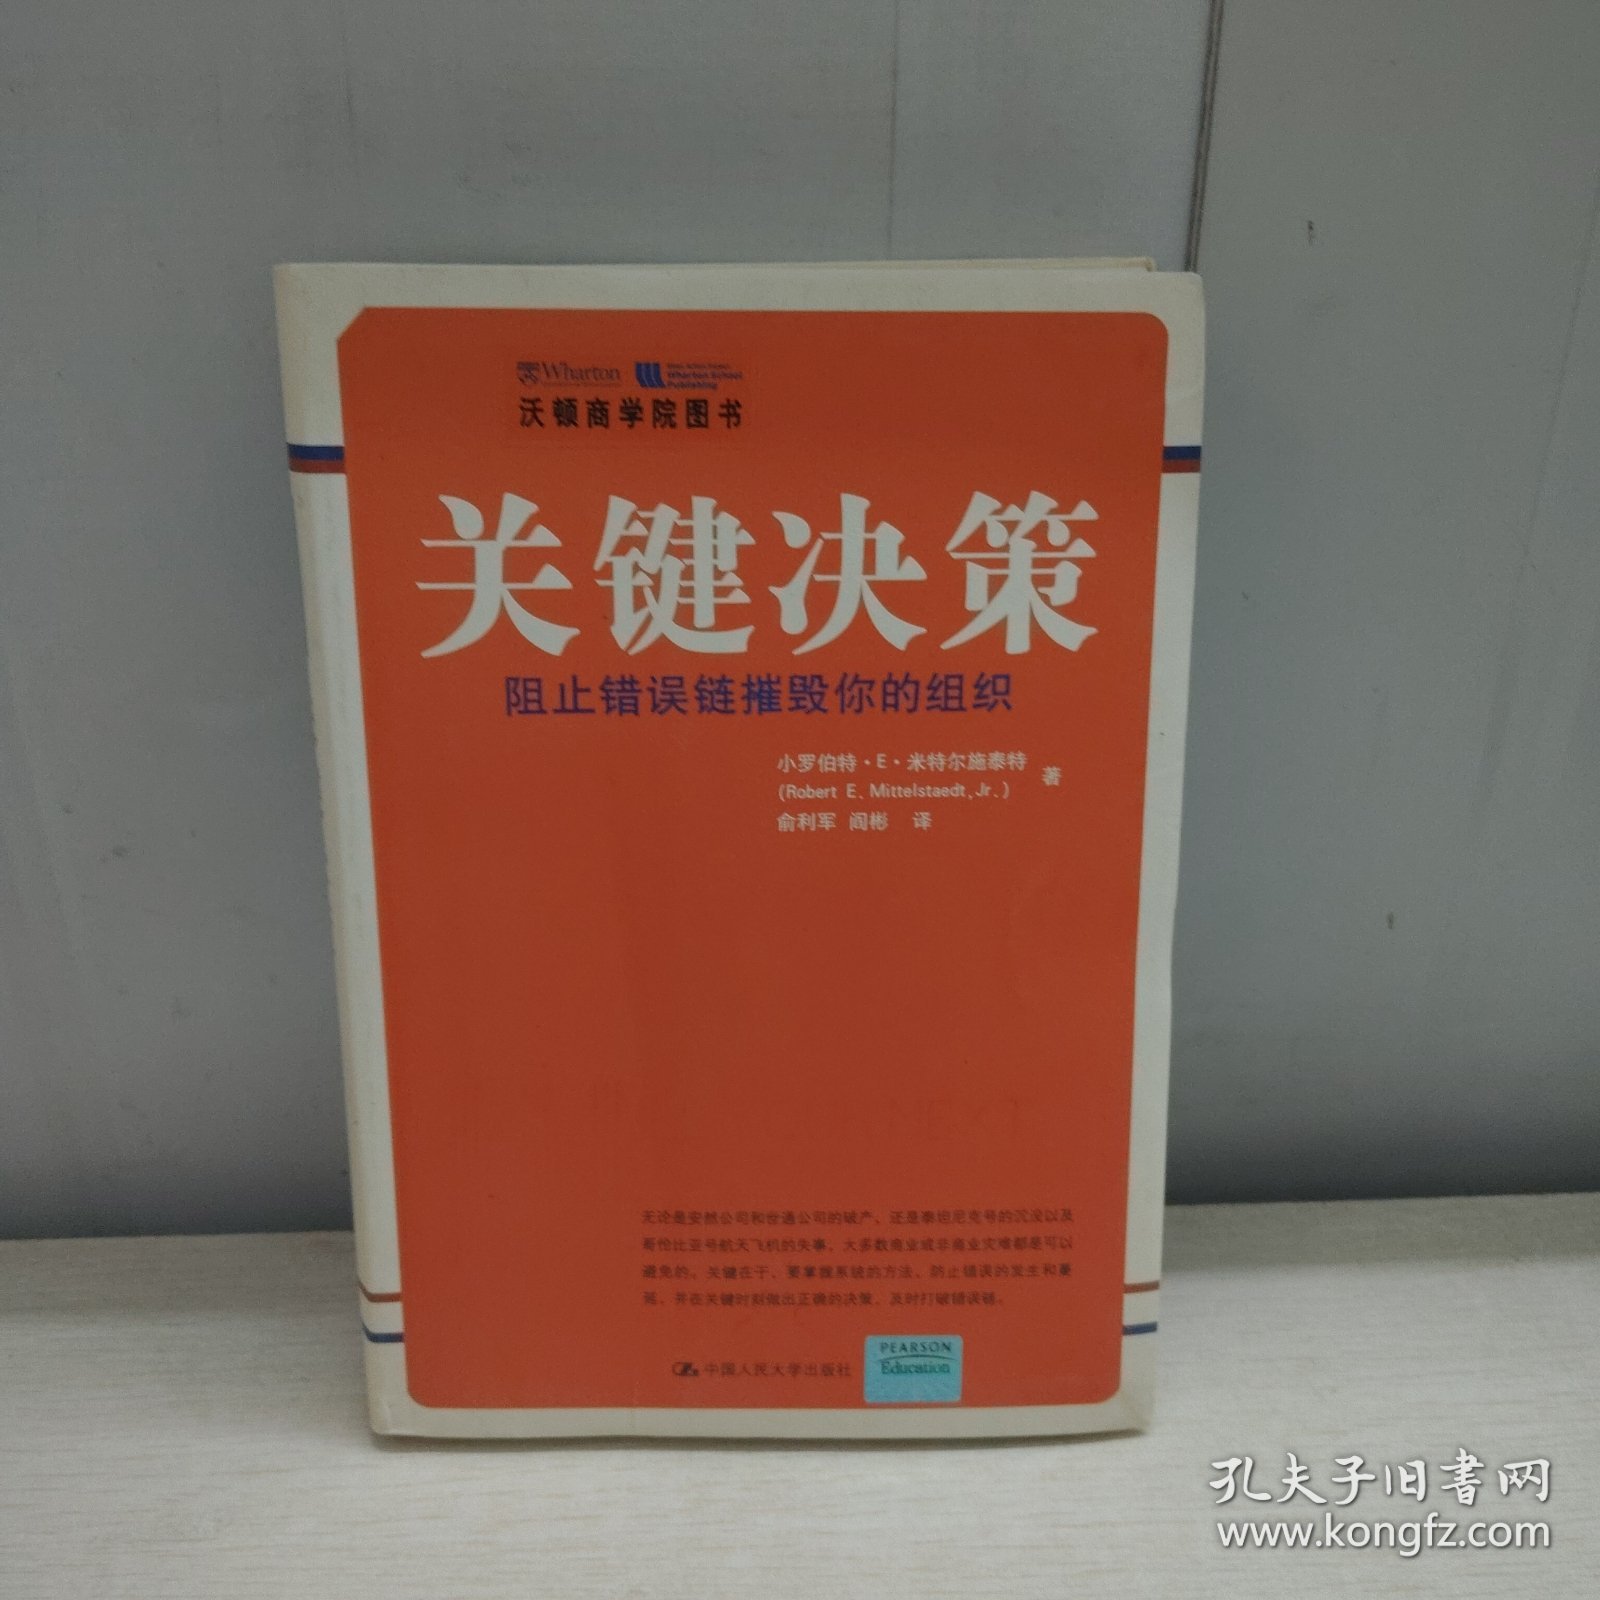 Wharton
Wharton School
Publishing
沃顿商学院图书
关键决策
阻止错误链摧毁你的组织
小罗伯特·E·米特尔施泰特
(Robert E. Mittelstaedt, Jr.)
著
俞利军 阎彬 译
无论是安然公司和世通公司的破产，还是泰坦尼克号的沉没以及
哥伦比亚号航天飞机的失事，大多数商业或非商业灾难都是可以
避免的。关键在于，要掌握系统的方法，防止错误的发生和蔓
延，并在关键时刻做出正确的决策，及时打破错误链。
中国人民大学出版社
PEARSON
Education
孔夫子旧书网
www.kongfz.com